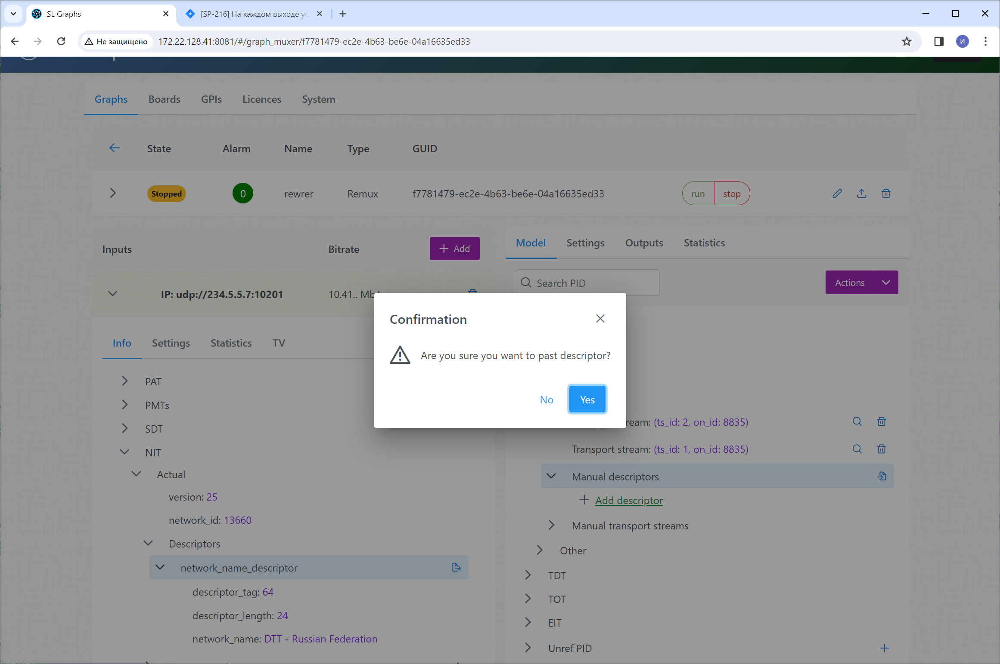 SL Graphs
[SP-216] На каждом выходе ус
Не защищено
172.22.128.41:8081/#/graph_muxer/f7781479-ec2e-4b63-be6e-04a16635ed33
И
Graphs Boards GPIs Licences System
State Alarm Name Type GUID
Stopped 0 rewrer Remux f7781479-ec2e-4b63-be6e-04a16635ed33 run stop
Inputs Bitrate Add
Model Settings Outputs Statistics
Search PID
Actions
IP: udp://234.5.5.7:10201 10.41.. Mb/
Confirmation
Are you sure you want to past descriptor?
No Yes
Info Settings Statistics TV
PAT
PMTs
SDT
NIT
Actual
version: 25
network_id: 13660
Descriptors
network_name_descriptor
descriptor_tag: 64
descriptor_length: 24
network_name: DTT - Russian Federation
ream: (ts_id: 2, on_id: 8835)
Transport stream: (ts_id: 1, on_id: 8835)
Manual descriptors
Add descriptor
Manual transport streams
Other
TDT
TOT
EIT
Unref PID